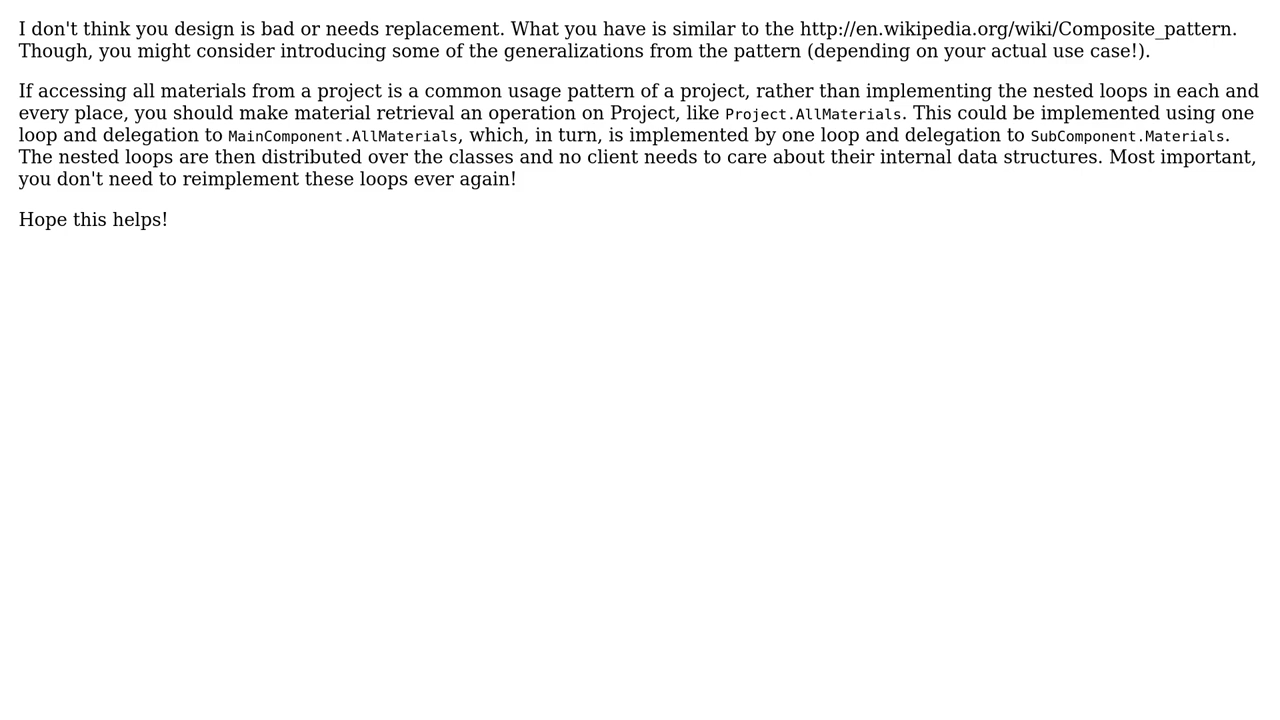 I don't think you design is bad or needs replacement. What you have is similar to the http://en.wikipedia.org/wiki/Composite_pattern.
Though, you might consider introducing some of the generalizations from the pattern (depending on your actual use case!).
If accessing all materials from a project is a common usage pattern of a project, rather than implementing the nested loops in each and
every place, you should make material retrieval an operation on Project, like Project.AllMaterials. This could be implemented using one
loop and delegation to MainComponent.AllMaterials, which, in turn, is implemented by one loop and delegation to SubComponent.Materials.
The nested loops are then distributed over the classes and no client needs to care about their internal data structures. Most important,
you don't need to reimplement these loops ever again!
Hope this helps!